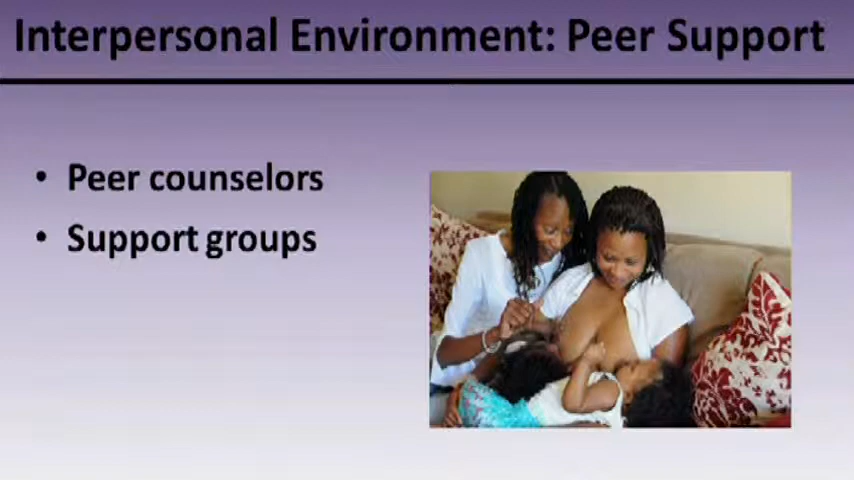 Interpersonal Environment: Peer Support
• Peer counselors
• Support groups